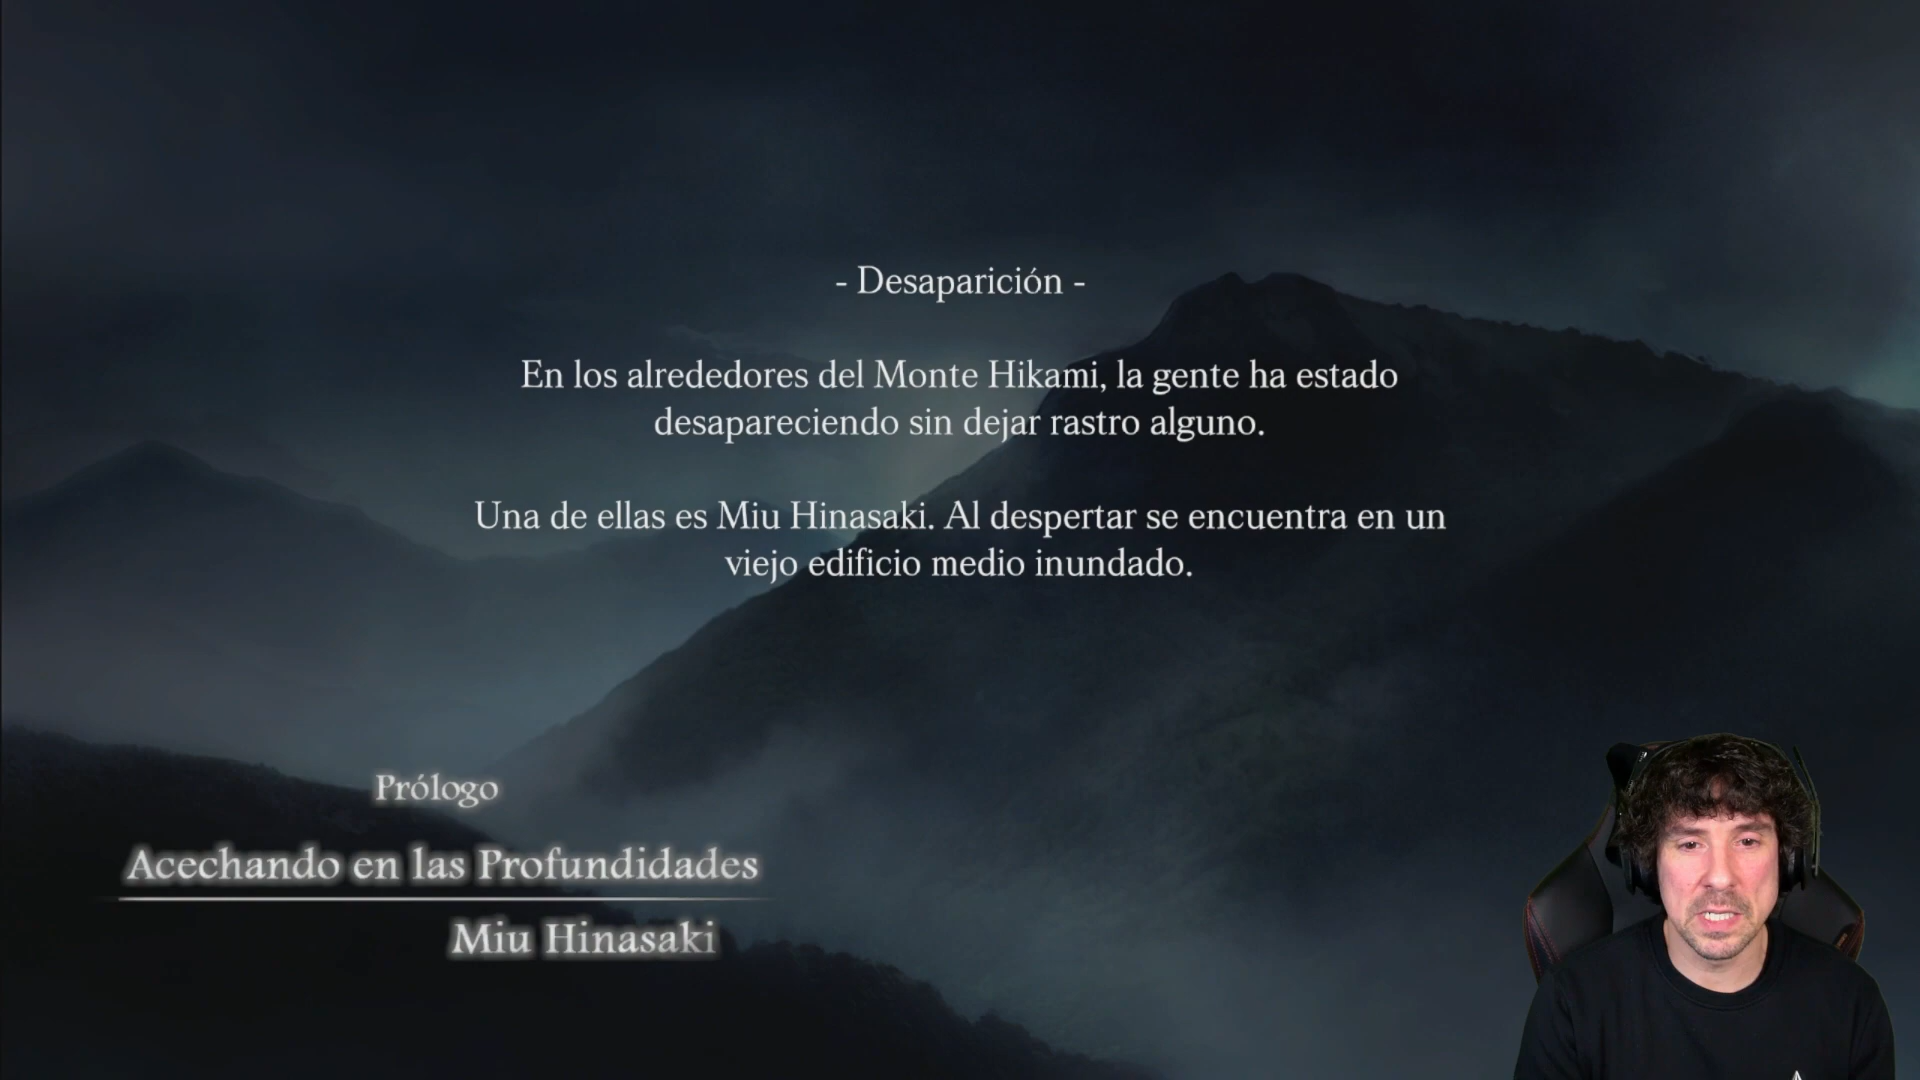 - Desaparición -
En los alrededores del Monte Hikami, la gente ha estado
desapareciendo sin dejar rastro alguno.
Una de ellas es Miu Hinasaki. Al despertar se encuentra en un
viejo edificio medio inundado.
Prólogo
Acechando en las Profundidades
Miu Hinasaki